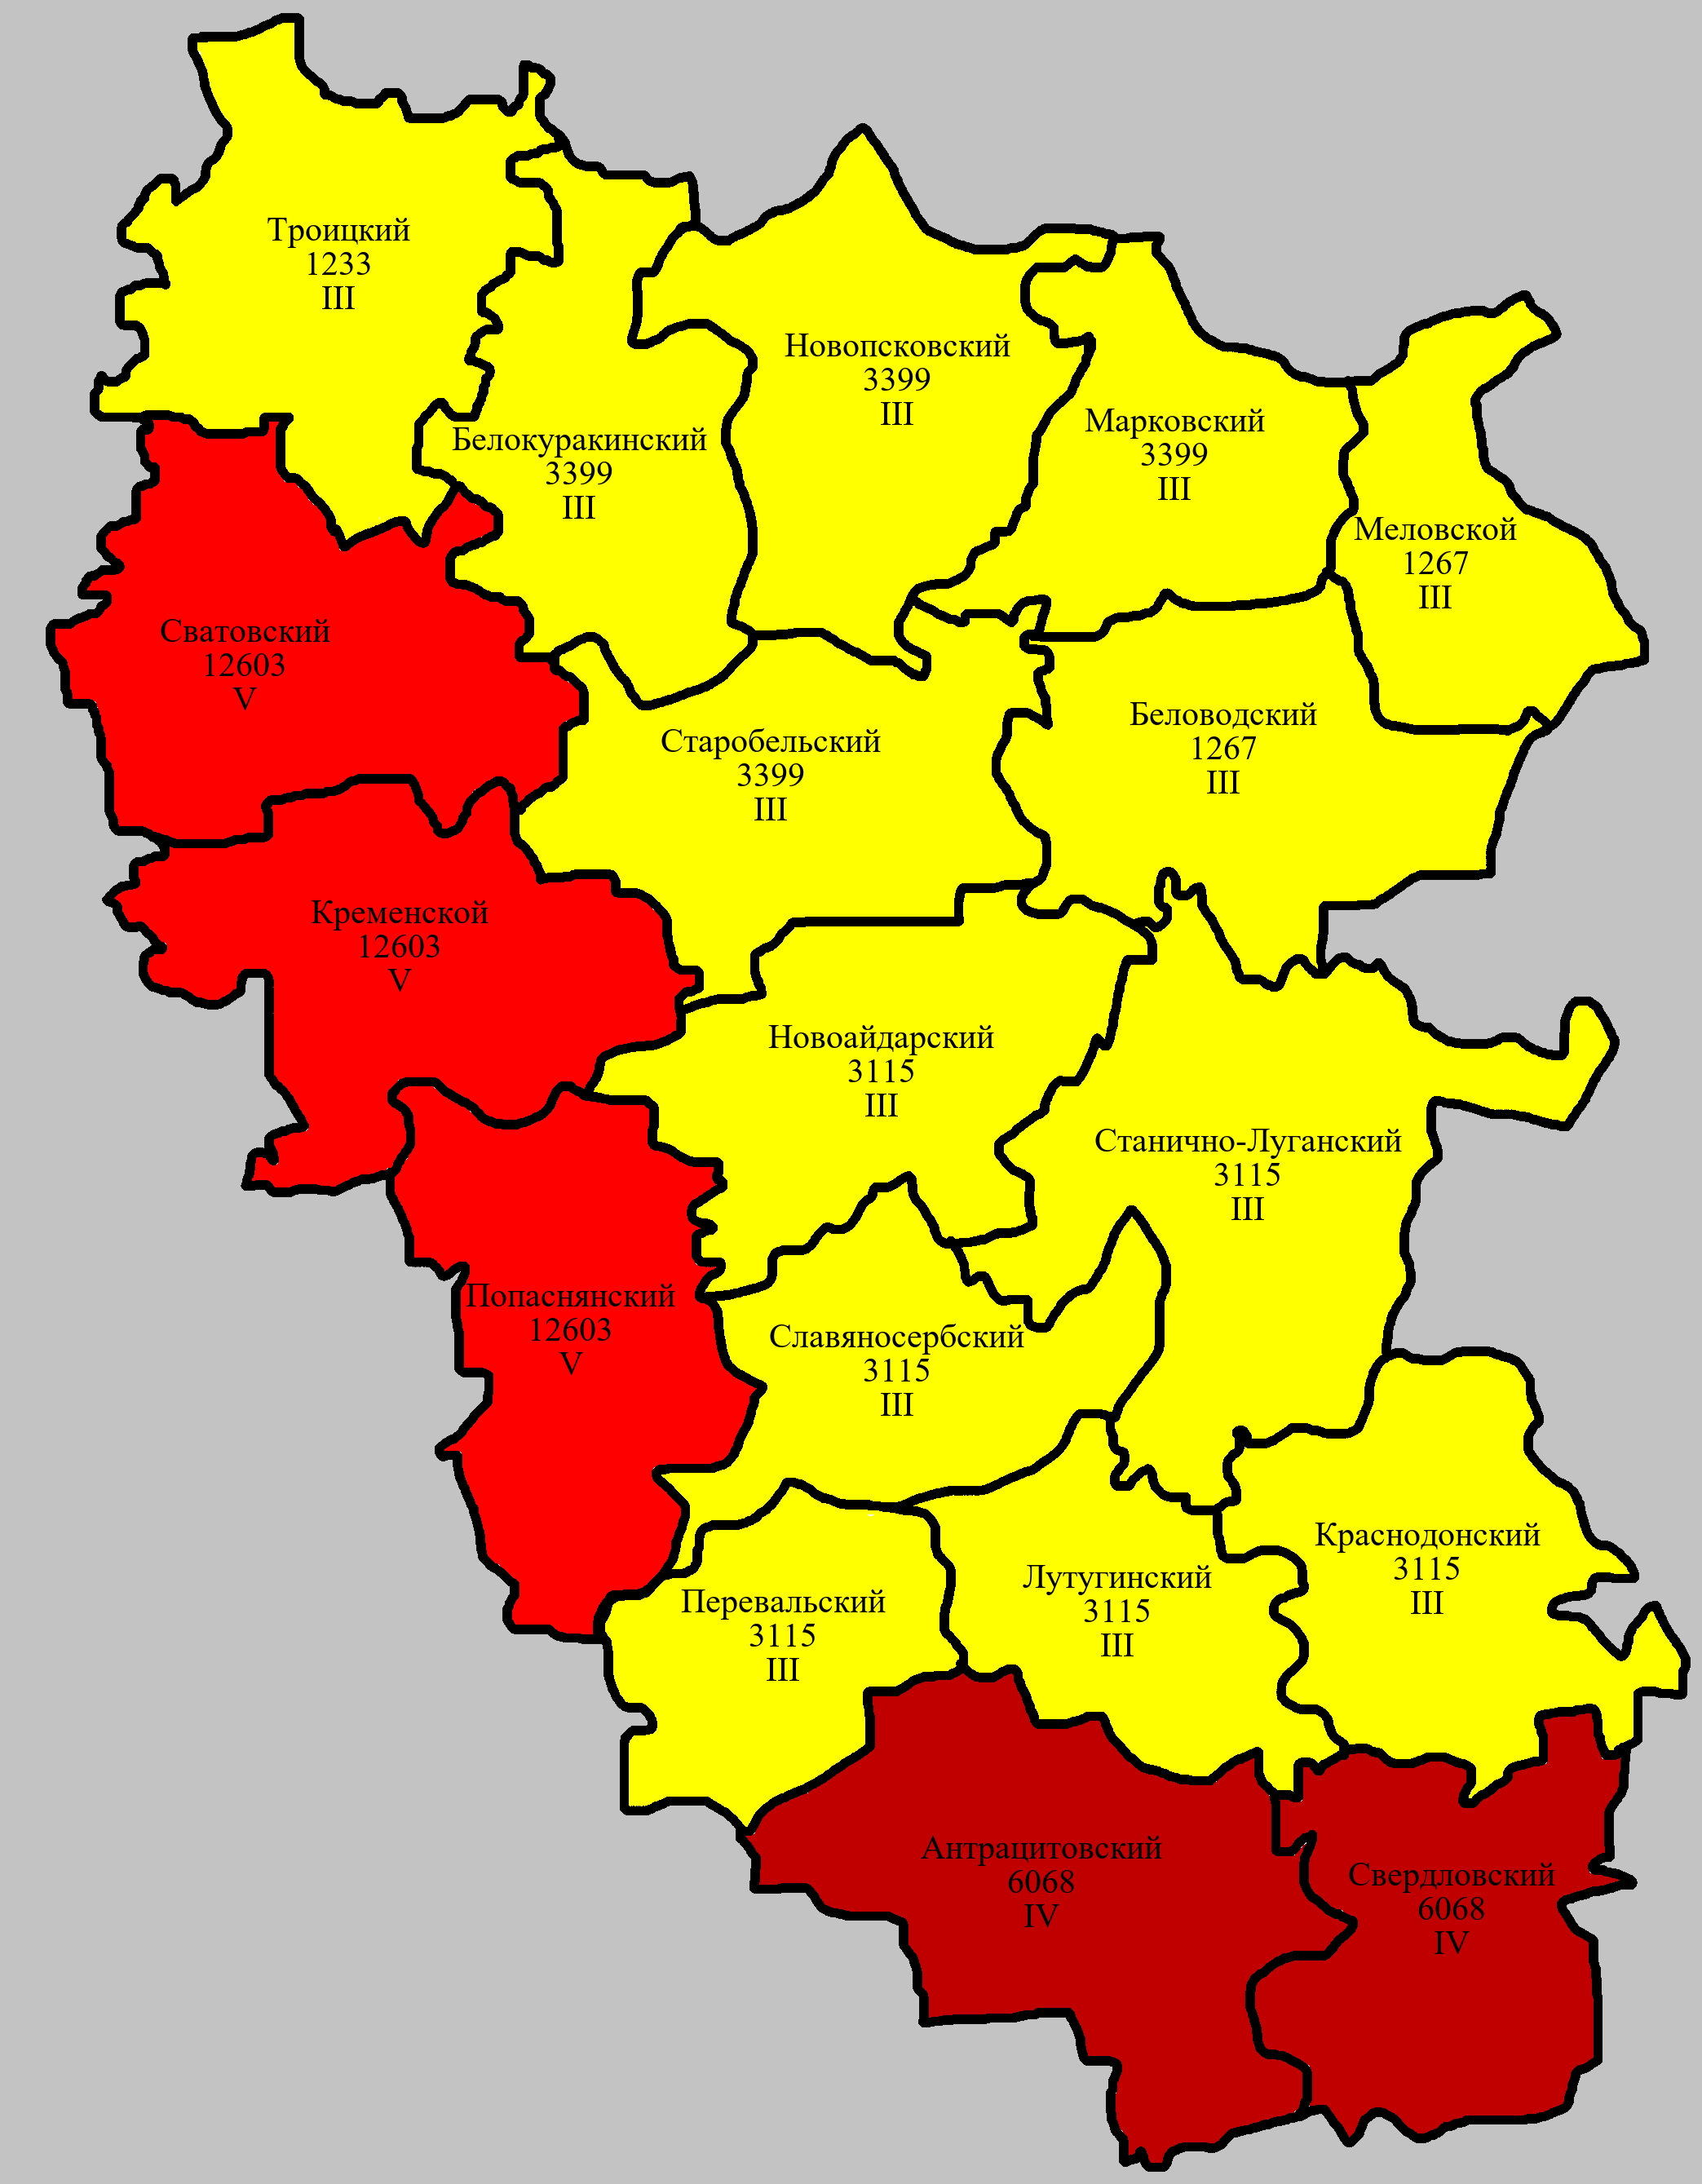 Троицкий
1233
III
Новопсковский
3399
III
Белокуракинский
3399
III
Марковский
3399
III
Меловской
1267
III
Сватовский
12603
V
Старобельский
3399
III
Беловодский
1267
III
Кременской
12603
V
Новоайдарский
3115
III
Станично-Луганский
3115
III
Попаснянский
12603
V
Славяносербский
3115
III
Краснодонский
3115
III
Лутугинский
3115
III
Перевальский
3115
III
Антрацитовский
6068
IV
Свердловский
6068
IV